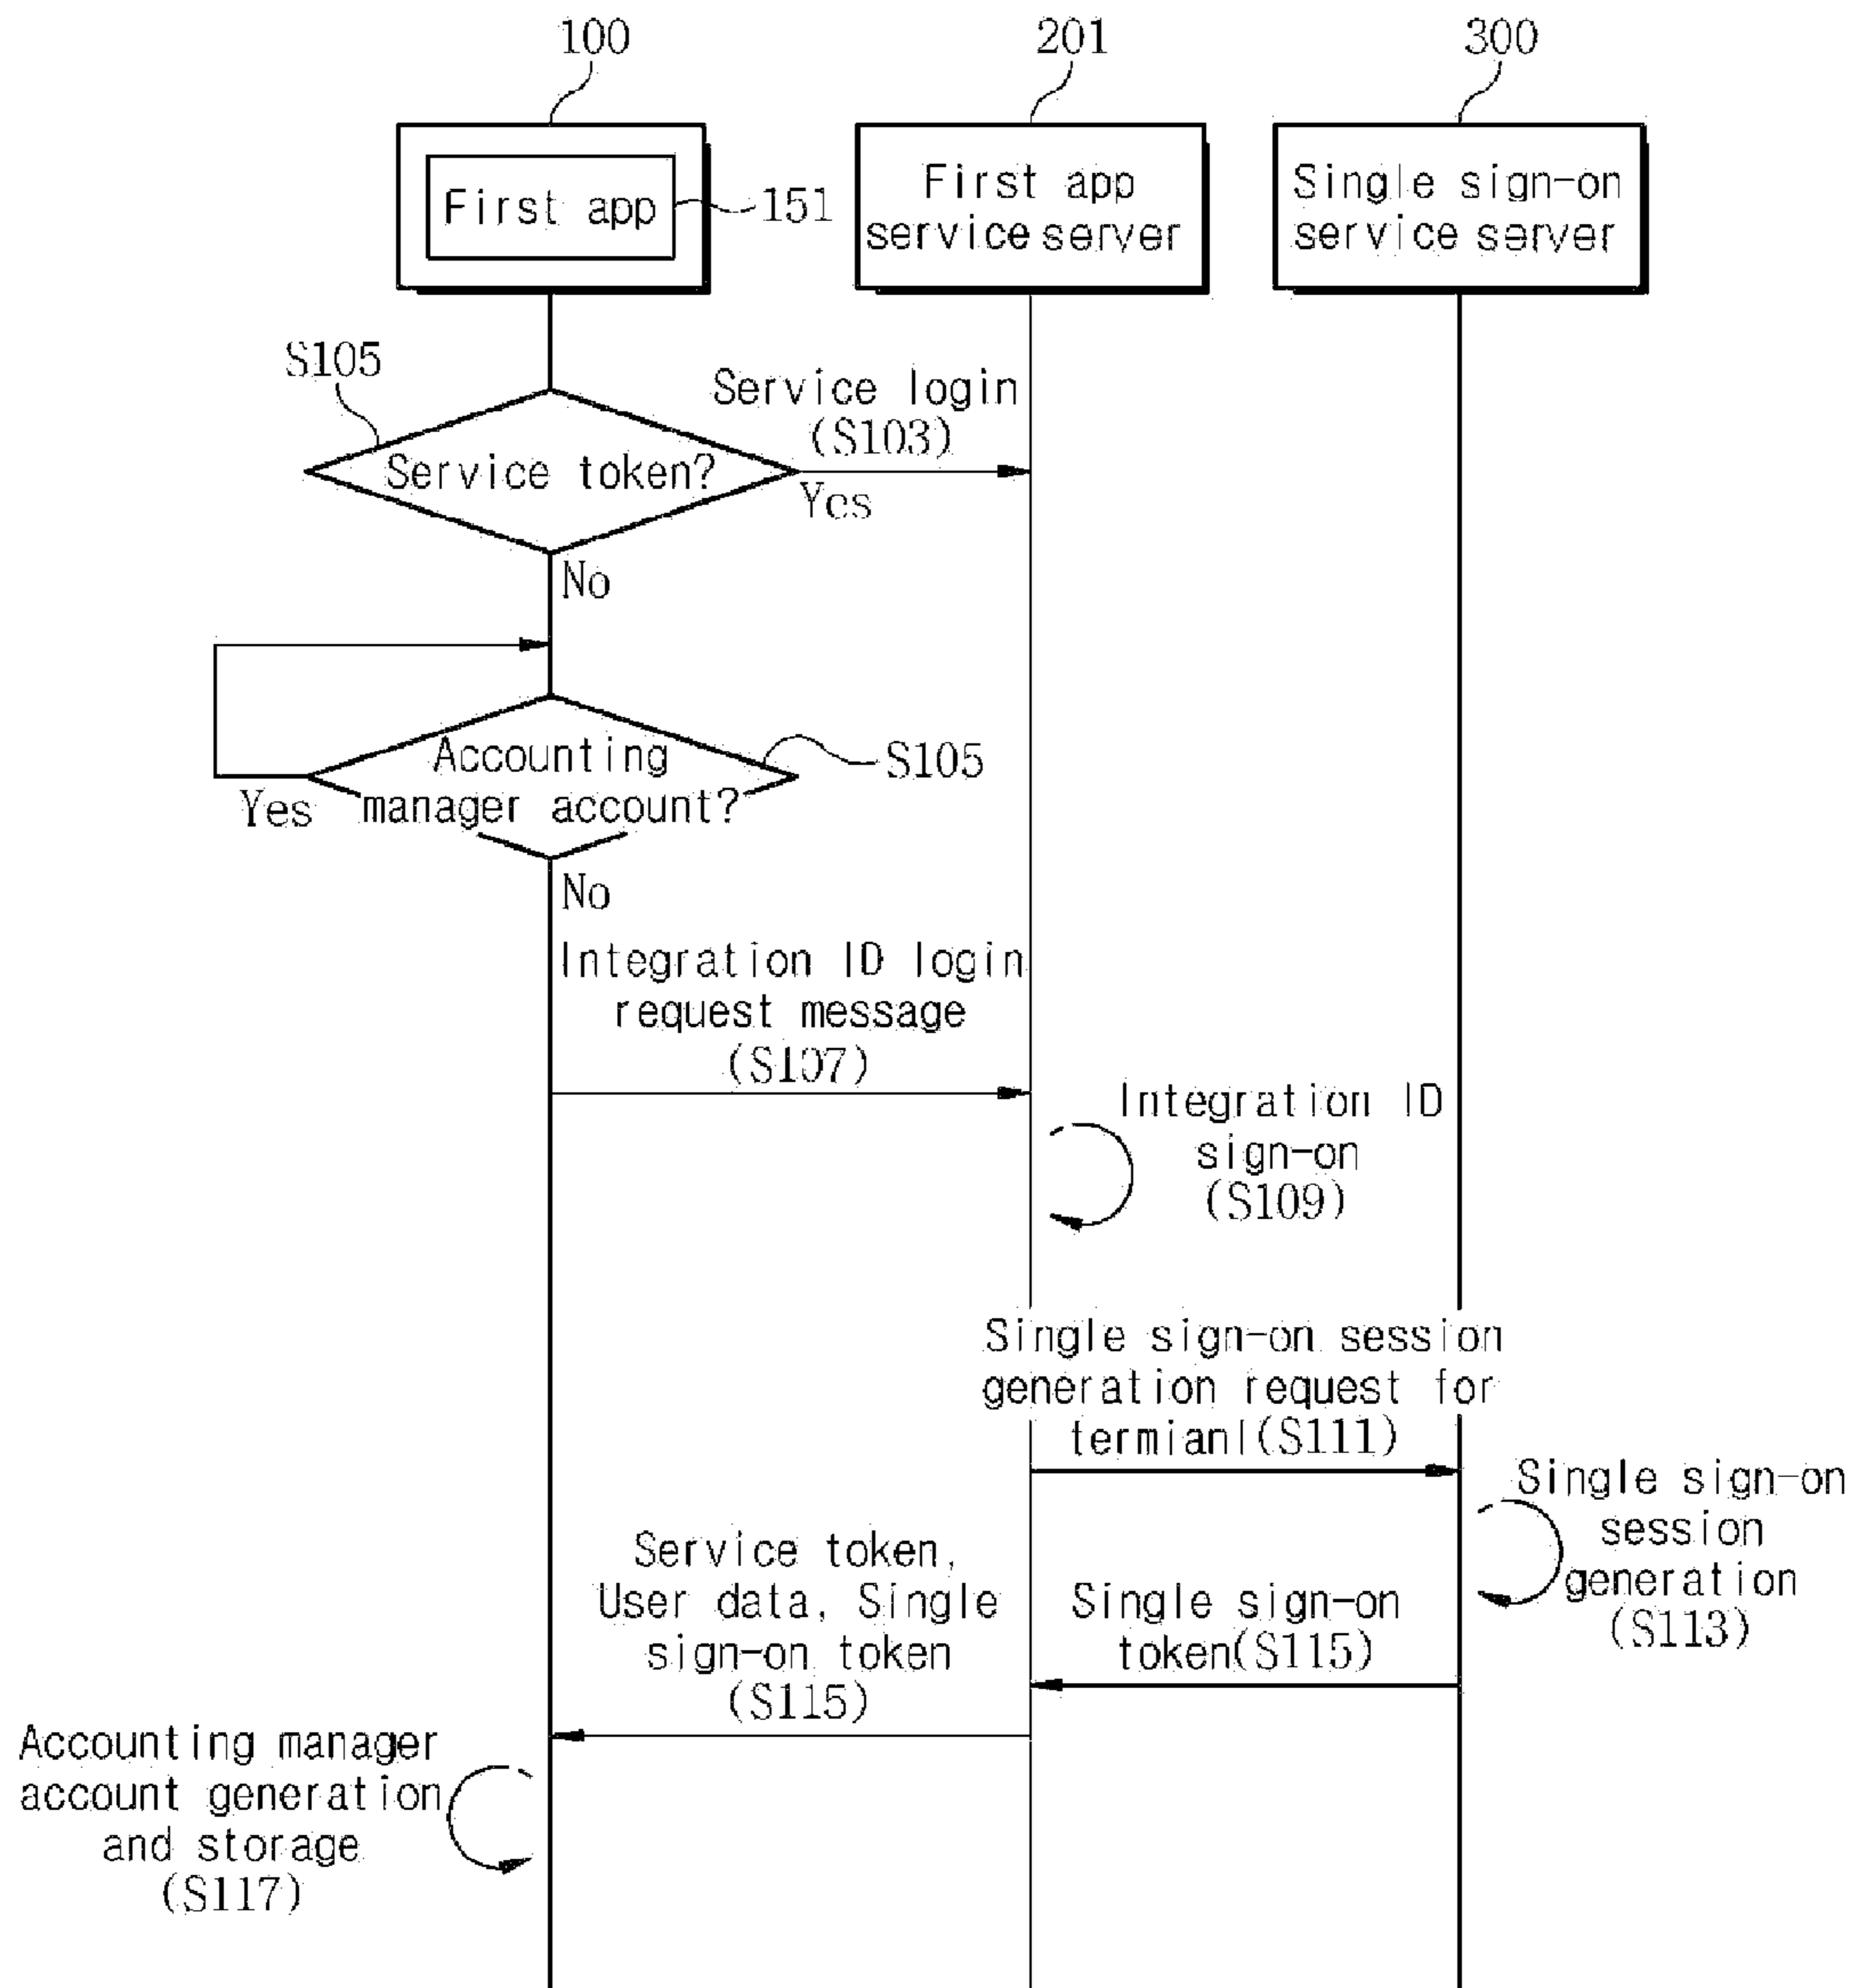 100
201
300
First app
151
First app
service server
Single sign-on
service server
S105
Service login
(S103)
Service token?
Yes
No
Accounting
manager account?
S105
Yes
No
Integration ID login
request message
(S107)
Integration ID
sign-on
(S109)
Single sign-on session
generation request for
termianl(S111)
Single sign-on
session
generation
(S113)
Service token,
User data, Single
sign-on token
(S115)
Single sign-on
token(S115)
Accounting manager
account generation
and storage
(S117)